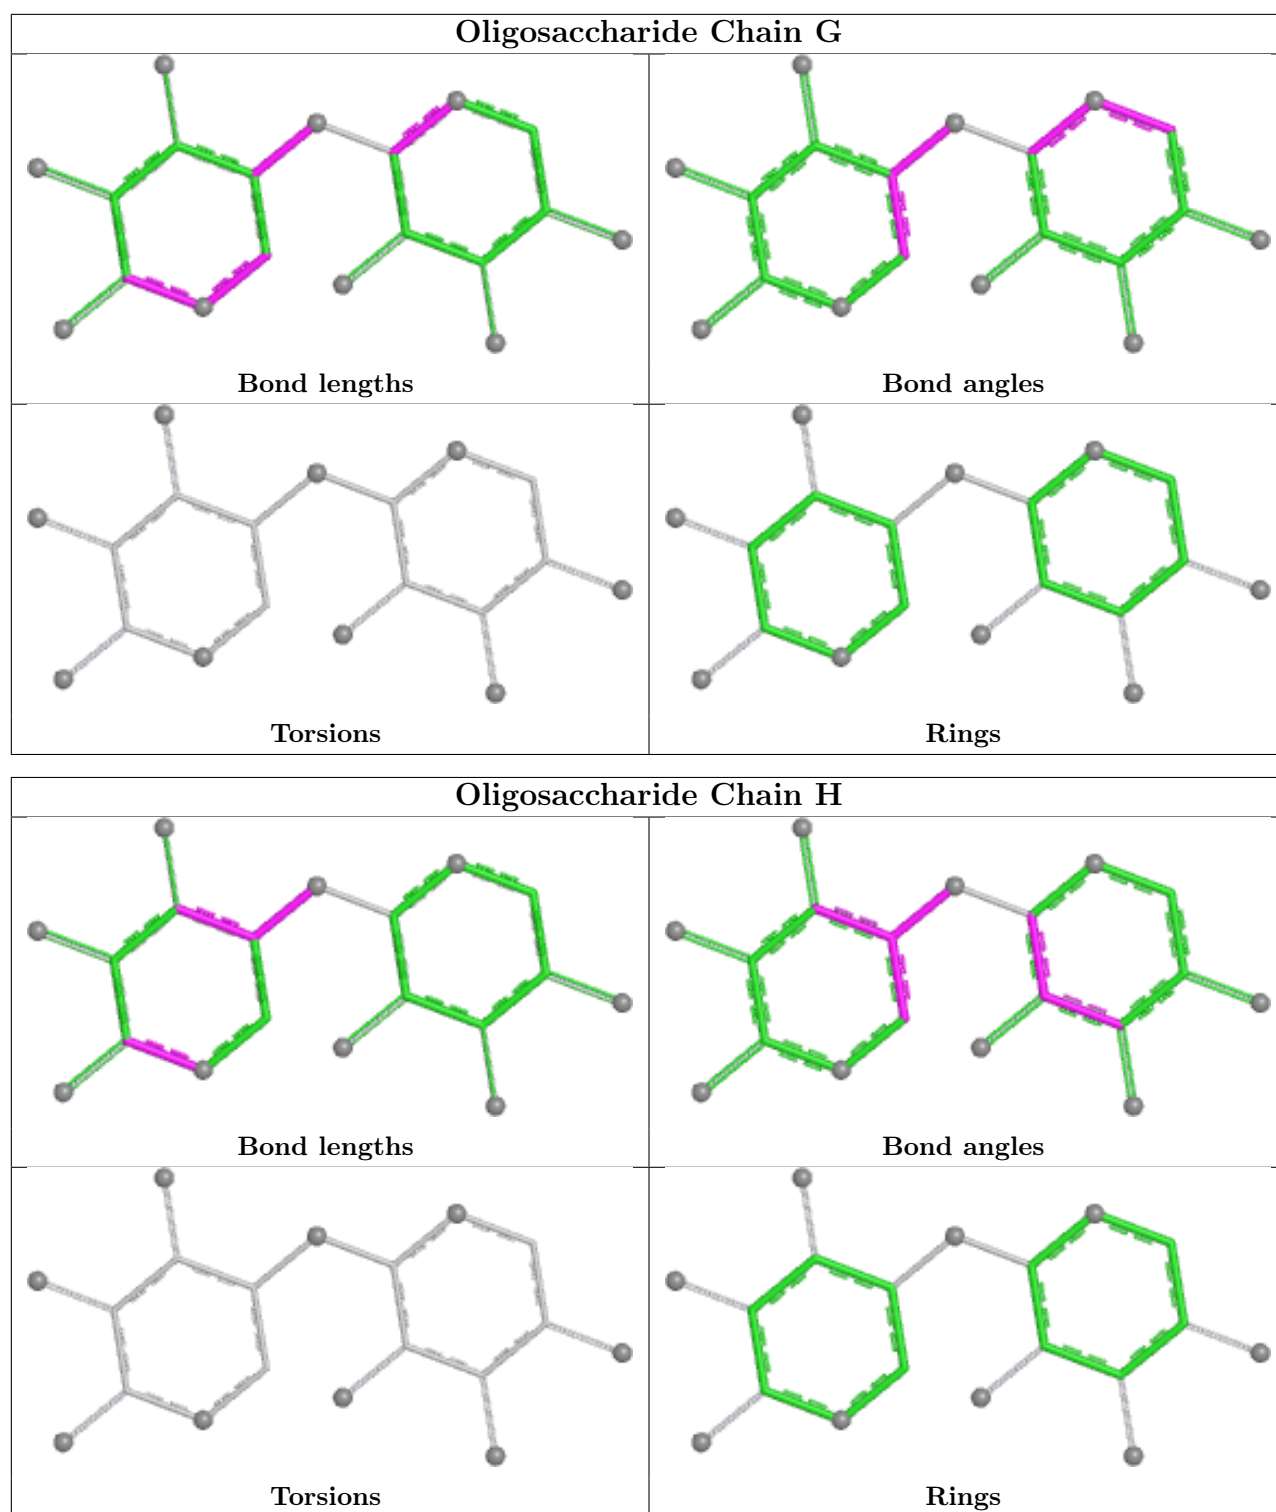 Oligosaccharide Chain G
Bond lengths
Bond angles
Torsions
Rings
Oligosaccharide Chain H
Bond lengths
Bond angles
Torsions
Rings